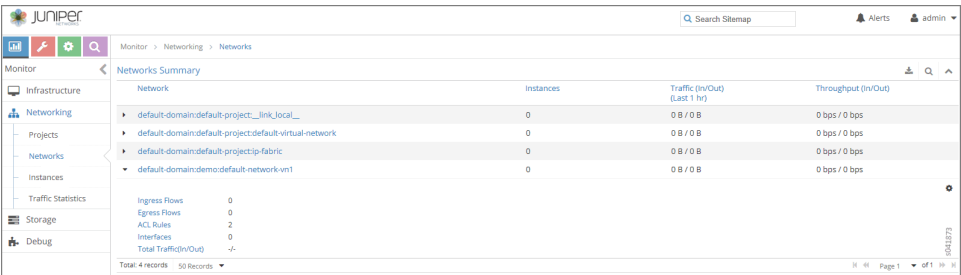 JUNIPER
NETWORKS
Search Sitemap
Alerts
admin
Monitor > Networking > Networks
Monitor
Infrastructure
Networking
Projects
Networks
Instances
Traffic Statistics
Storage
Debug
Networks Summary
Network Instances Traffic (In/Out) Throughput (In/Out)
(Last 1 hr)
default-domain:default-project:__link_local__ 0 0 B / 0 B 0 bps / 0 bps
default-domain:default-project:default-virtual-network 0 0 B / 0 B 0 bps / 0 bps
default-domain:default-project:ip-fabric 0 0 B / 0 B 0 bps / 0 bps
default-domain:demo:default-network-vn1 0 0 B / 0 B 0 bps / 0 bps
Ingress Flows 0
Egress Flows 0
ACL Rules 2
Interfaces 0
Total Traffic(In/Out) -/-
s041873
Total: 4 records 50 Records Page 1 of 1